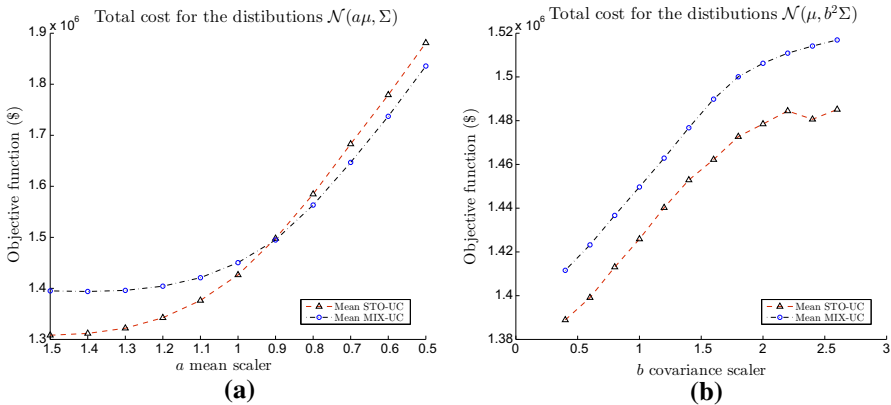 Total cost for the distibutions 𝒩(aμ, Σ)
x 10^6
1.9
1.8
1.7
1.6
1.5
1.4
1.3
Objective function ($)
1.5 1.4 1.3 1.2 1.1 1 0.9 0.8 0.7 0.6 0.5
a mean scaler
Mean STO-UC
Mean MIX-UC
(a)
Total cost for the distibutions 𝒩(μ, b²Σ)
x 10^6
1.52
1.5
1.48
1.46
1.44
1.42
1.4
1.38
Objective function ($)
0 0.5 1 1.5 2 2.5 3
b covariance scaler
Mean STO-UC
Mean MIX-UC
(b)